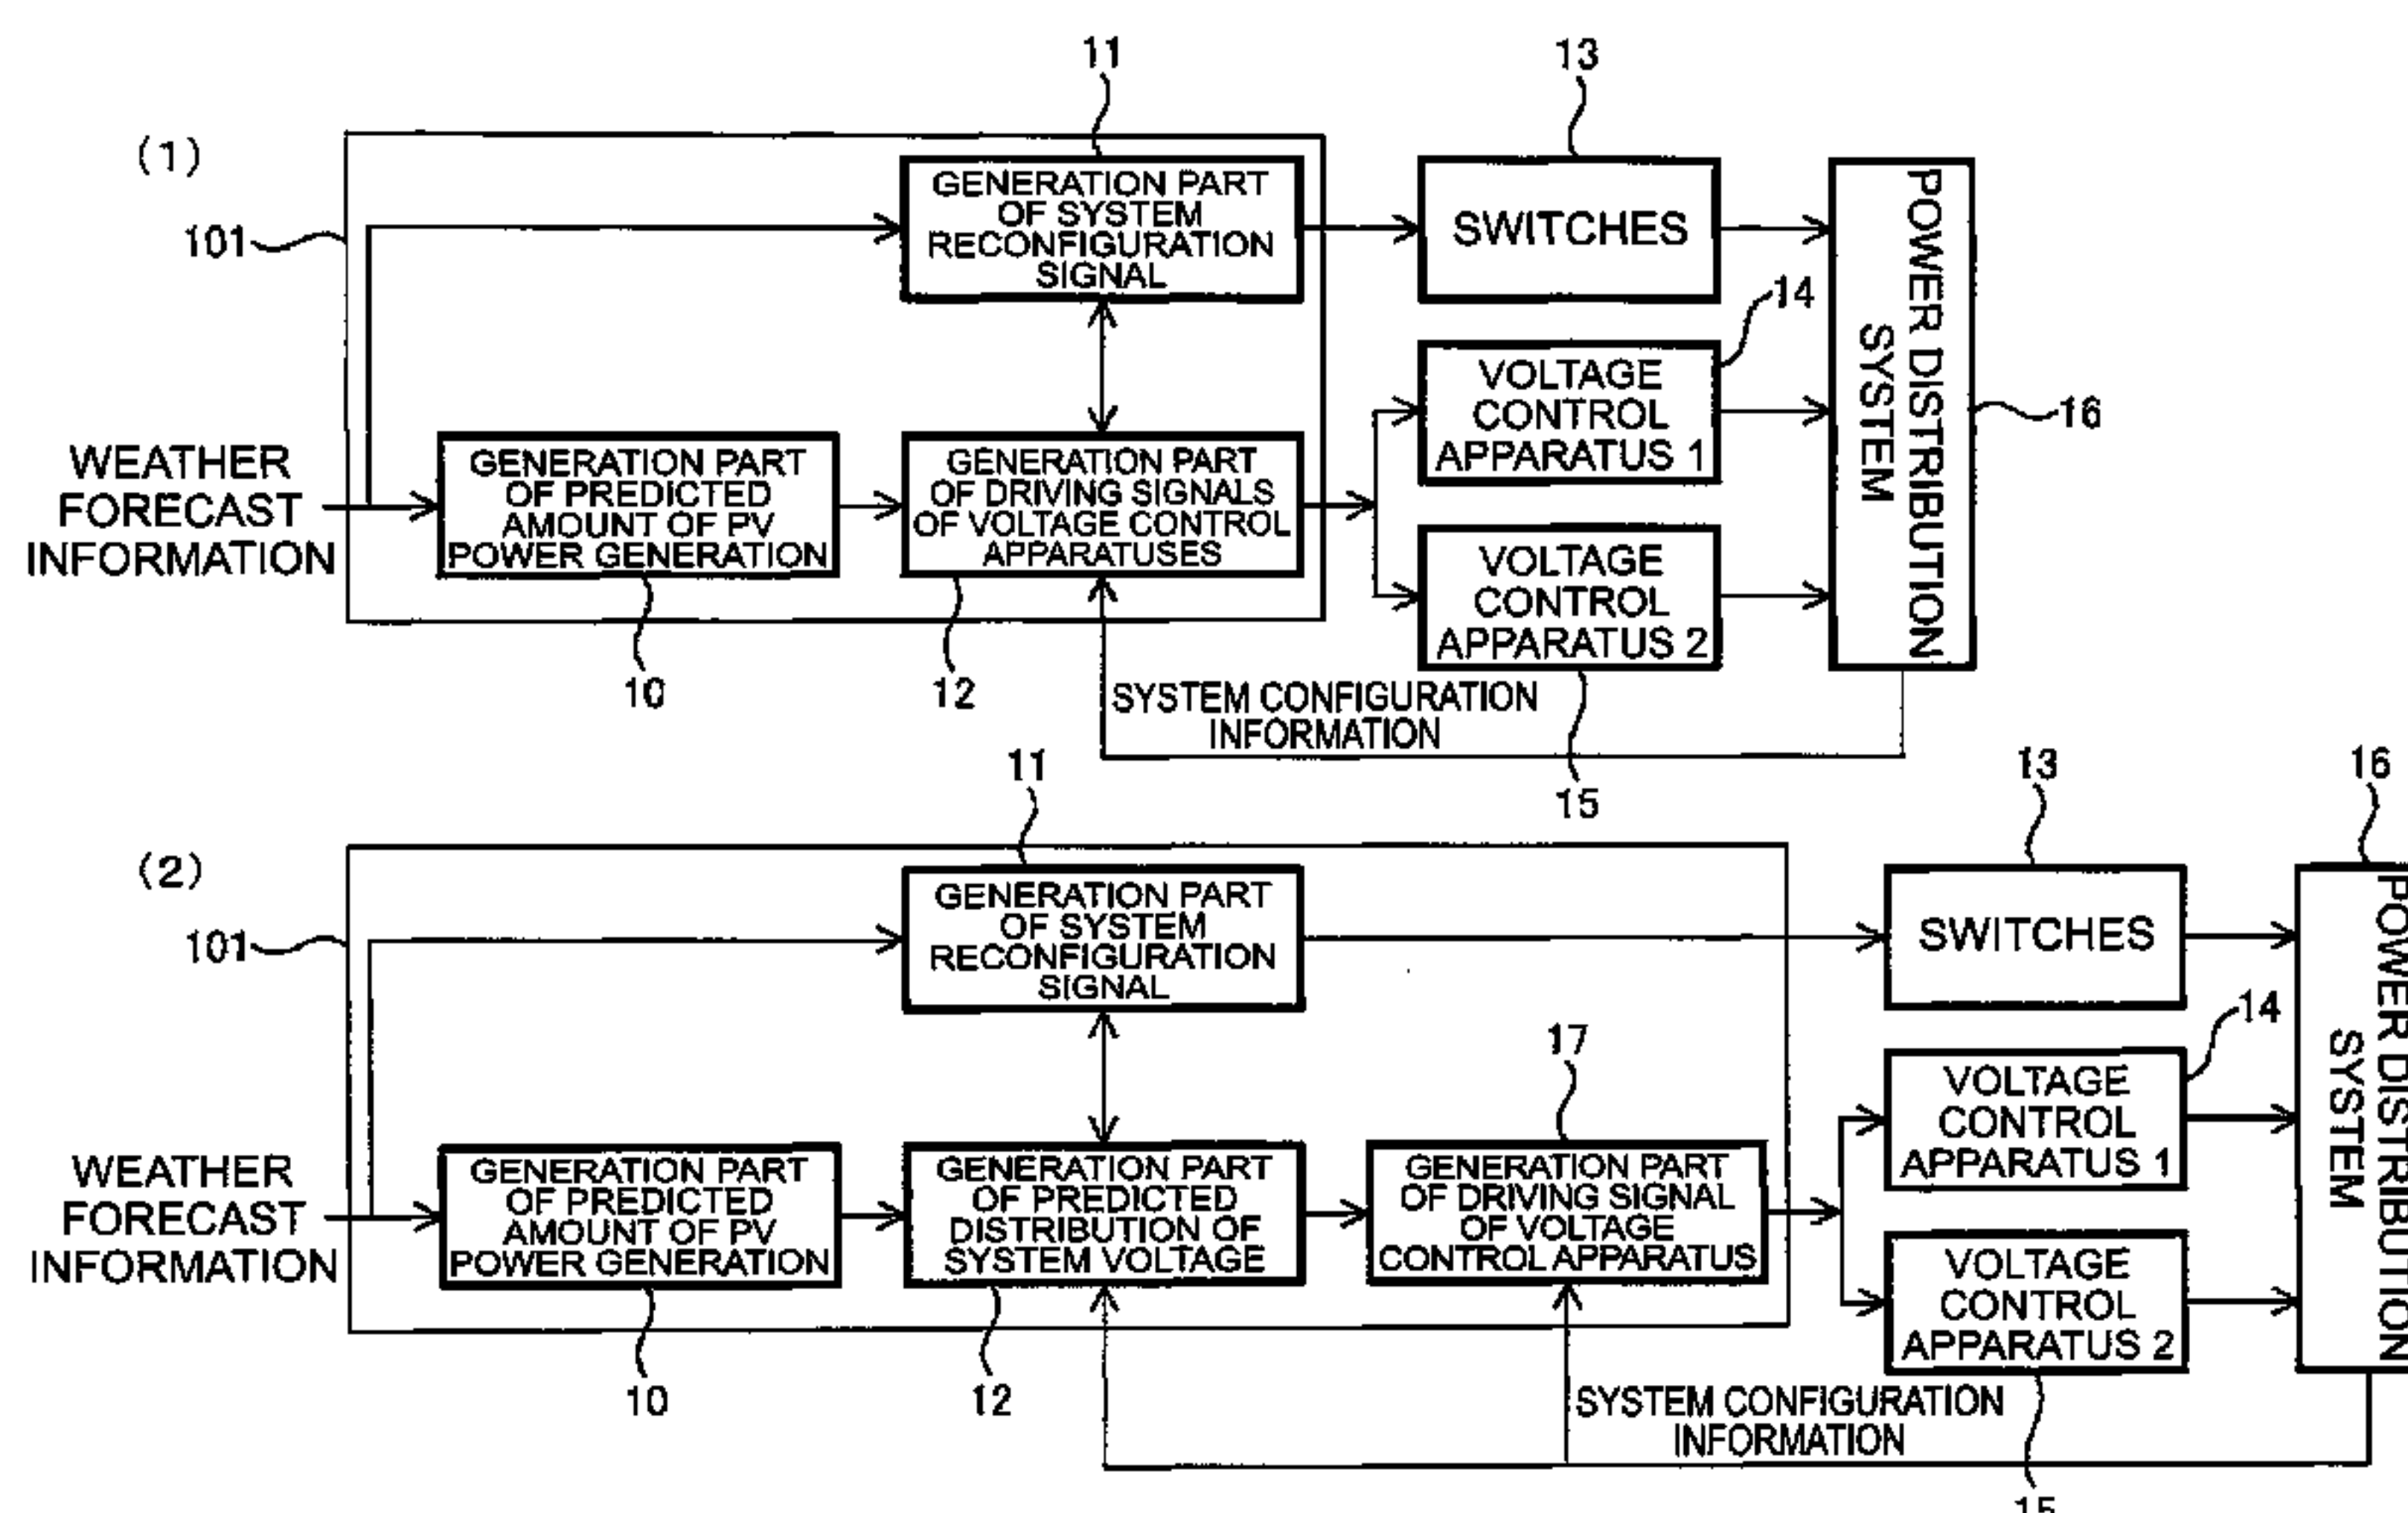 11
13
(1)
GENERATION PART
OF SYSTEM
RECONFIGURATION
SIGNAL
SWITCHES
101
14
POWER DISTRIBUTION
SYSTEM
VOLTAGE
CONTROL
APPARATUS 1
16
WEATHER
FORECAST
INFORMATION
GENERATION PART
OF PREDICTED
AMOUNT OF PV
POWER GENERATION
GENERATION PART
OF DRIVING SIGNALS
OF VOLTAGE CONTROL
APPARATUSES
VOLTAGE
CONTROL
APPARATUS 2
10
12
SYSTEM CONFIGURATION
INFORMATION
15
11
13
16
(2)
GENERATION PART
OF SYSTEM
RECONFIGURATION
SIGNAL
SWITCHES
101
14
POWER DISTRIBUTION
SYSTEM
17
VOLTAGE
CONTROL
APPARATUS 1
WEATHER
FORECAST
INFORMATION
GENERATION PART
OF PREDICTED
AMOUNT OF PV
POWER GENERATION
GENERATION PART
OF PREDICTED
DISTRIBUTION OF
SYSTEM VOLTAGE
GENERATION PART
OF DRIVING SIGNAL
OF VOLTAGE
CONTROL APPARATUS
VOLTAGE
CONTROL
APPARATUS 2
10
12
SYSTEM CONFIGURATION
INFORMATION
15